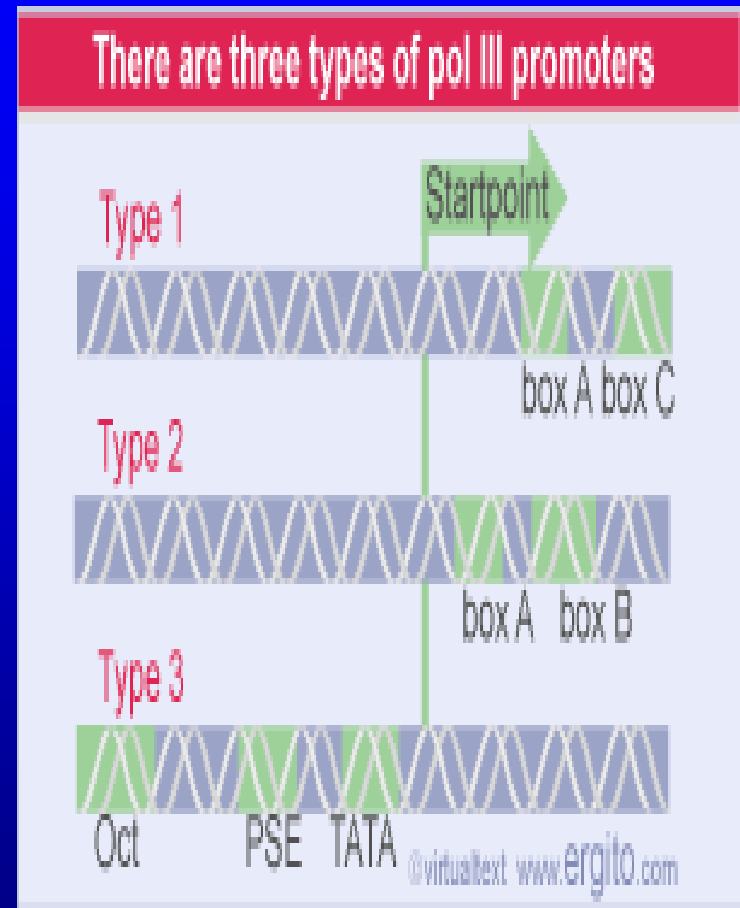 There are three types of pol III promoters
Startpoint
Type 1
box A box C
Type 2
box A box B
Type 3
Oct PSE TATA
©virtualtext www.ergito.com